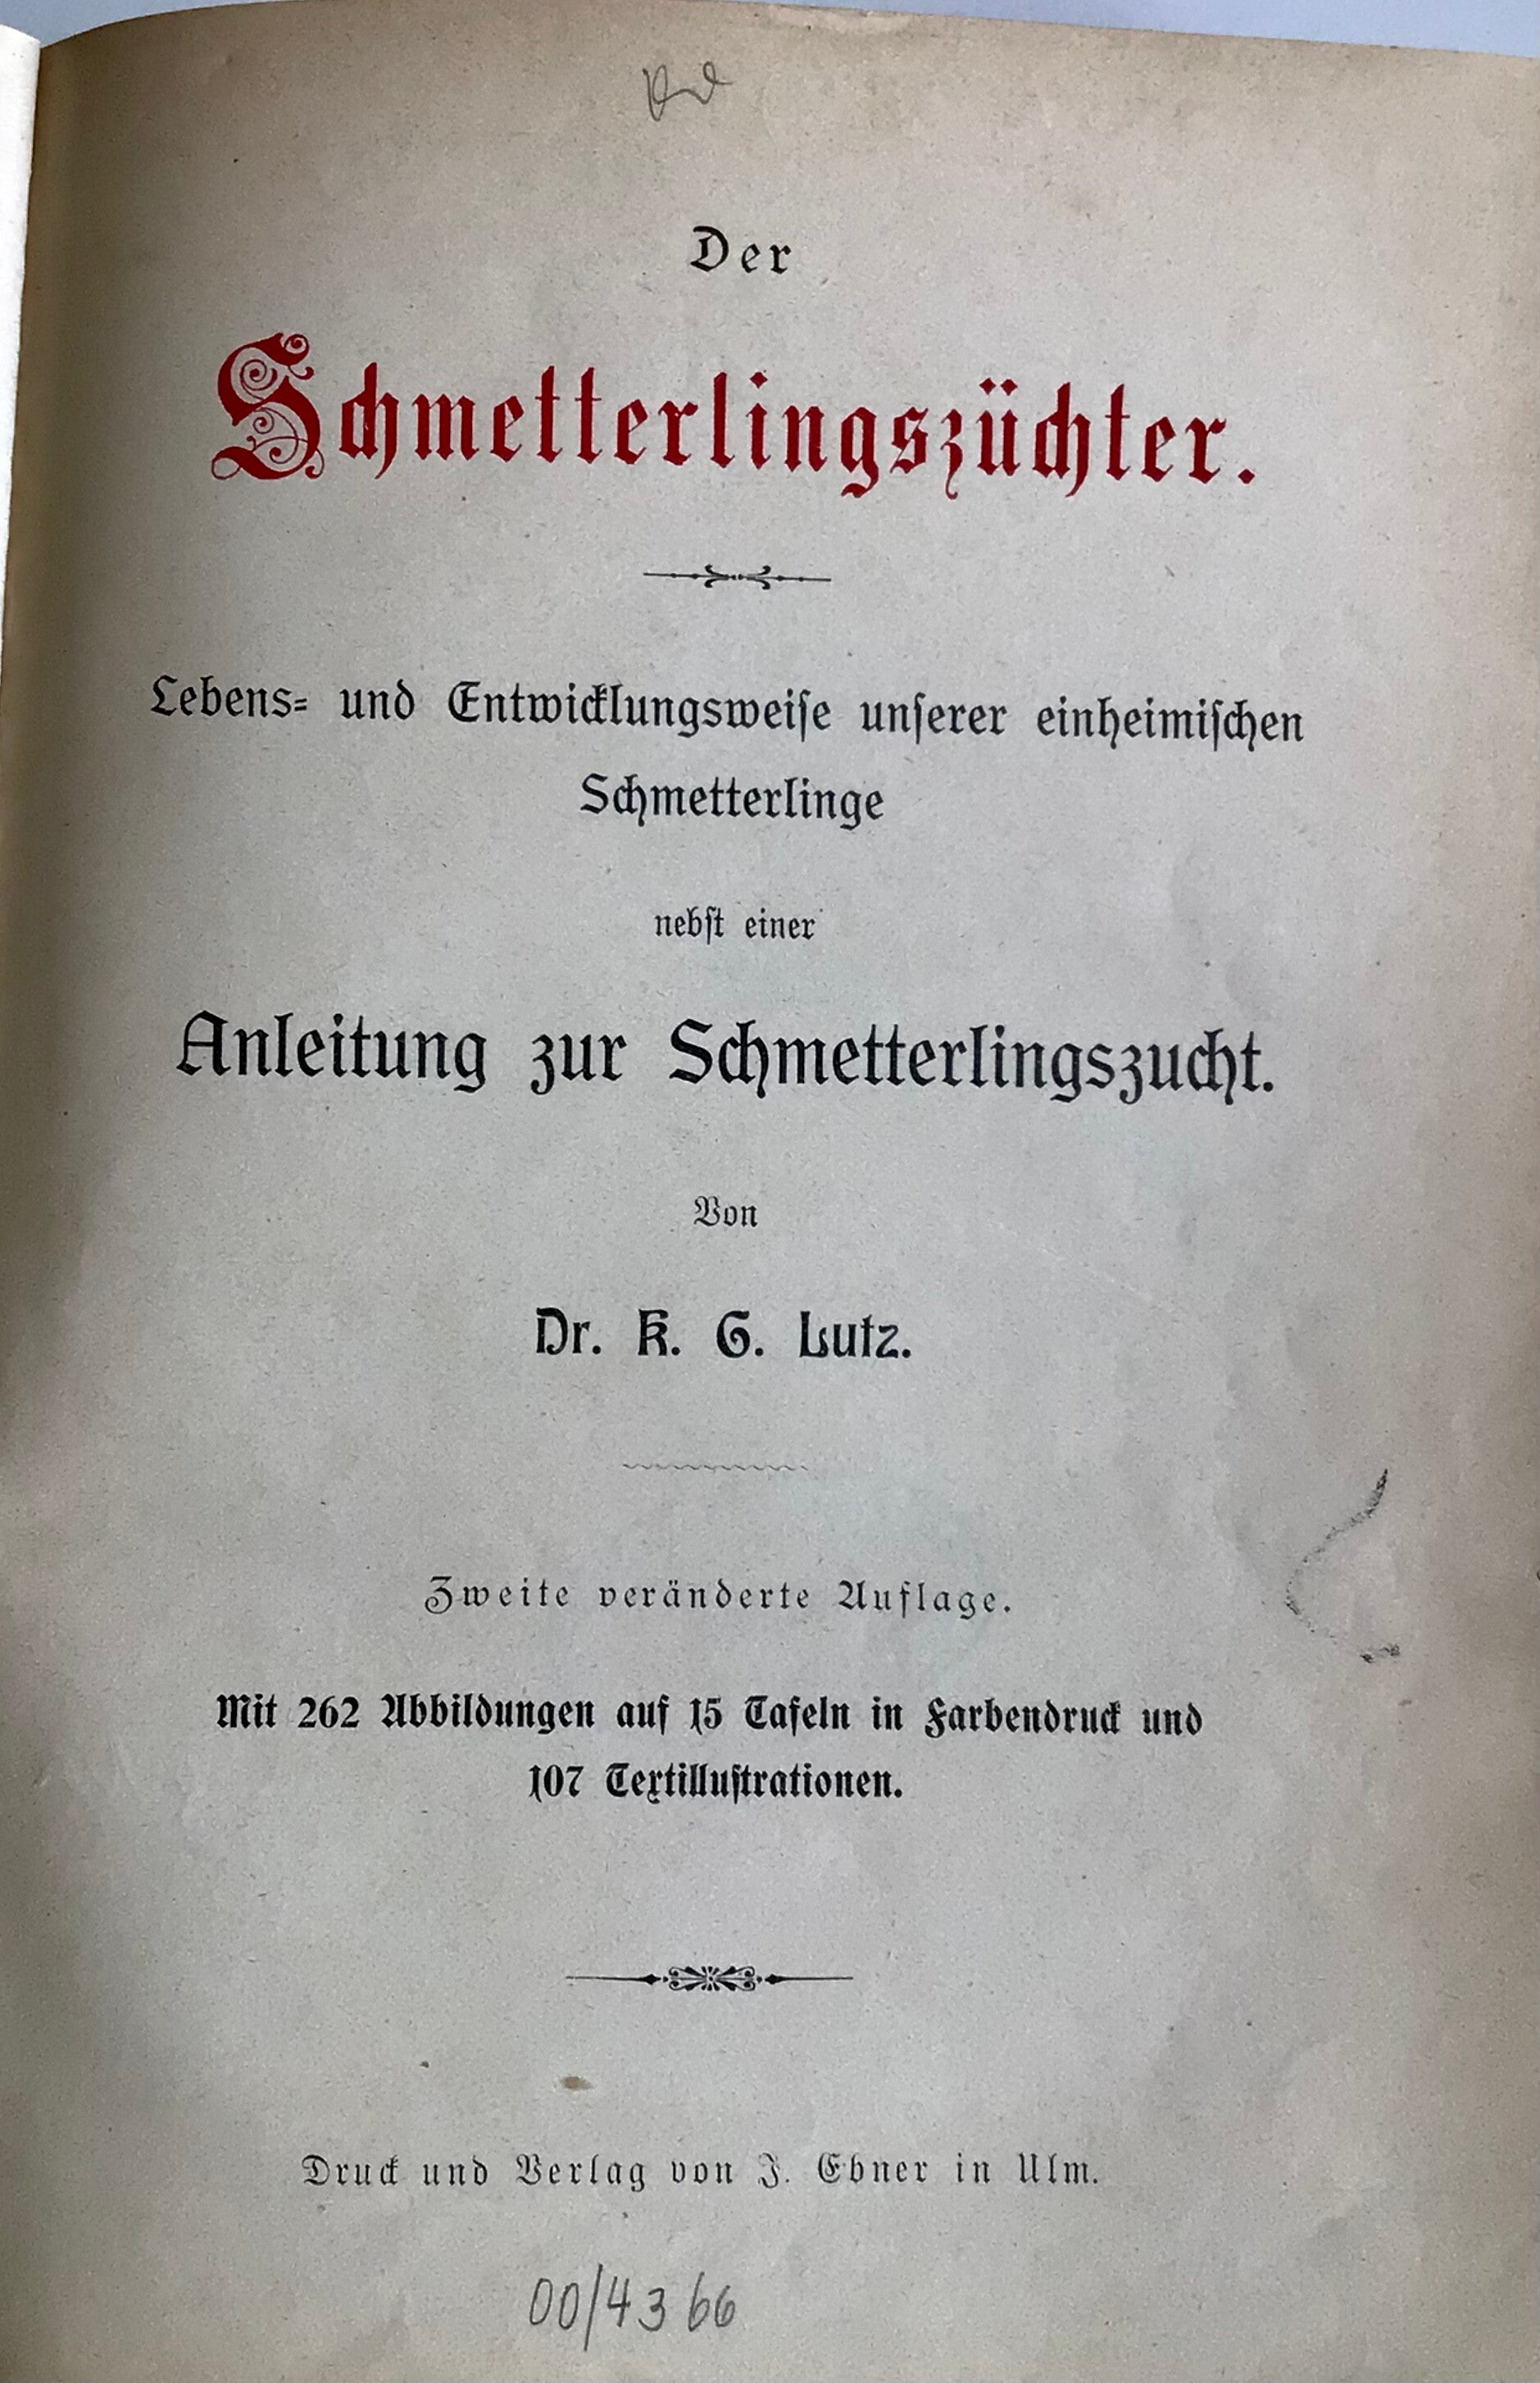 Der
Schmetterlingszüchter.
Lebens- und Entwicklungsweiſe unſerer einheimiſchen
Schmetterlinge
nebſt einer
Anleitung zur Schmetterlingszucht.
Von
Dr. K. G. Lutz.
Zweite veränderte Auflage.
Mit 262 Abbildungen auf 15 Tafeln in Farbendruck und
107 Textilluſtrationen.
Druck und Verlag von J. Ebner in Ulm.
00/4366